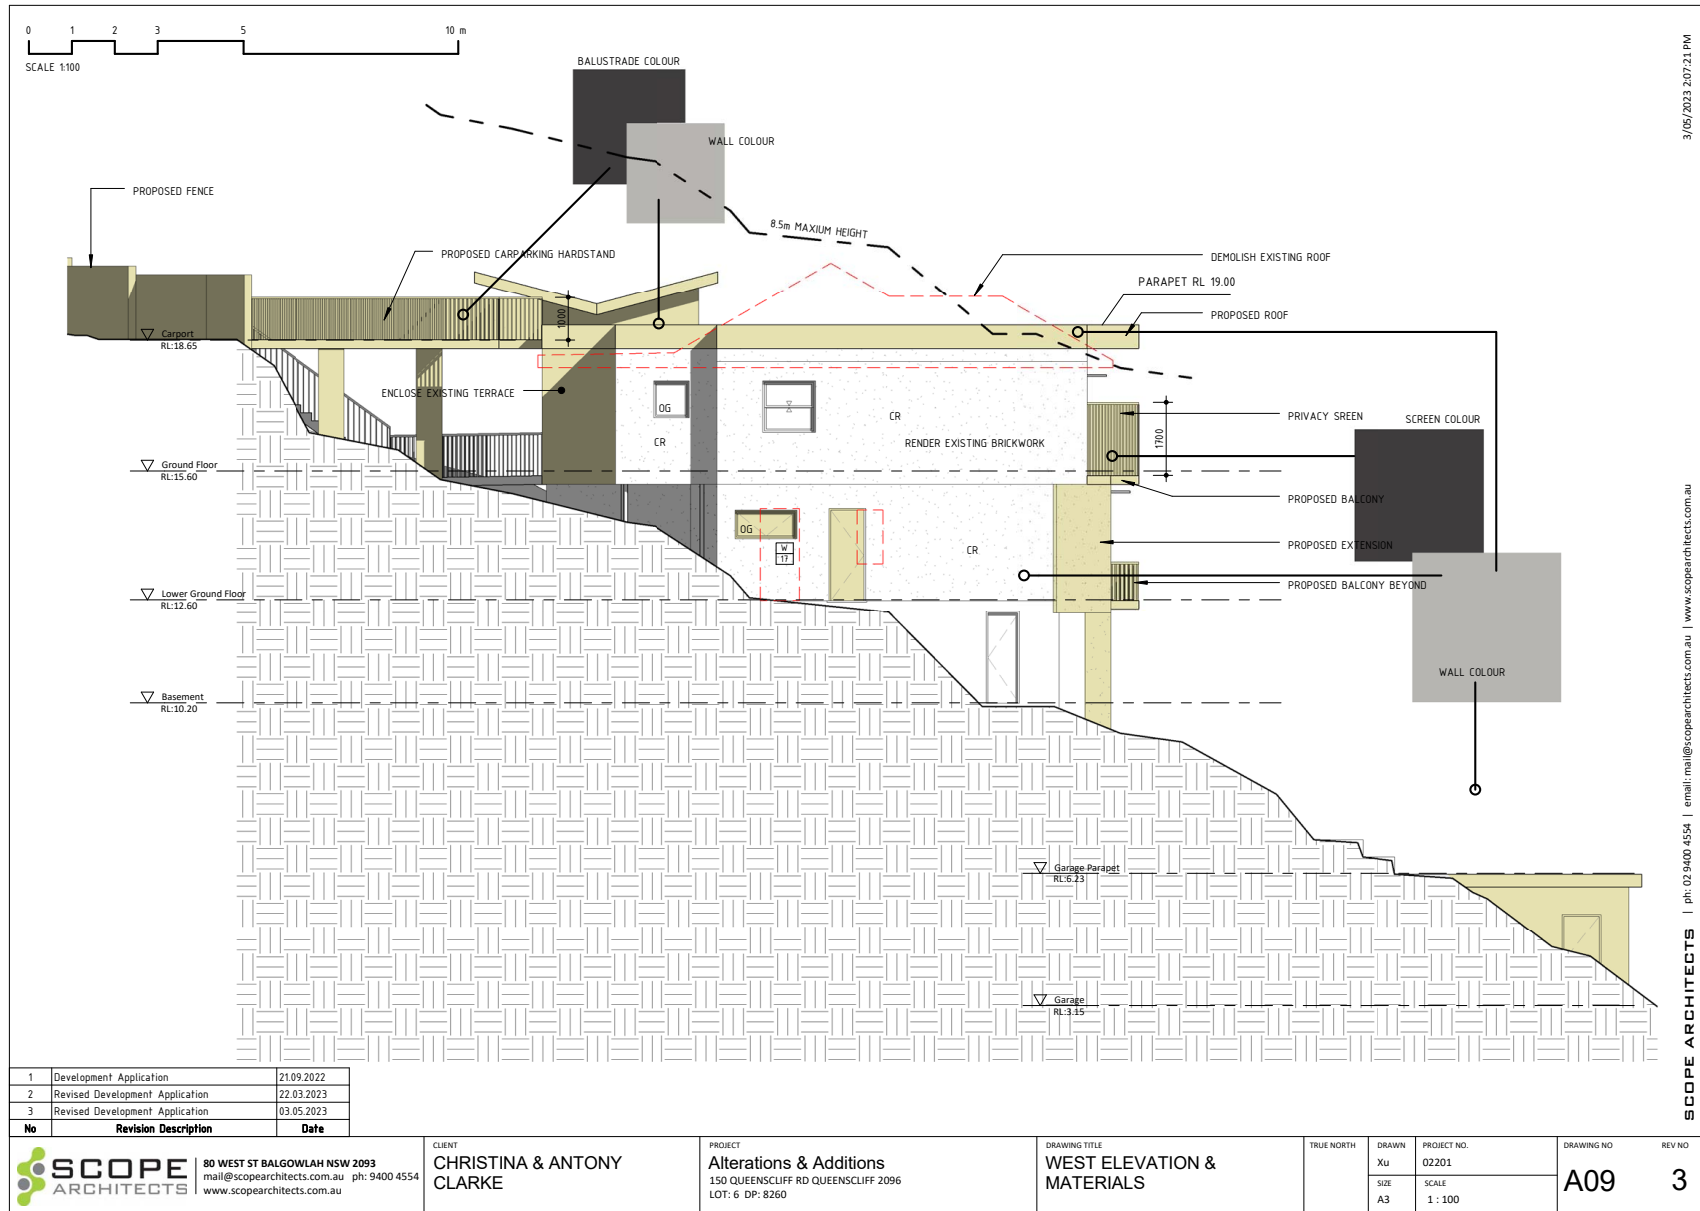 0 1 2 3 5 10 m
SCALE 1:100
3/05/2023 2:07:21 PM
BALUSTRADE COLOUR
WALL COLOUR
PROPOSED FENCE
8.5m MAXIUM HEIGHT
PROPOSED CARPARKING HARDSTAND
DEMOLISH EXISTING ROOF
PARAPET RL 19.00
PROPOSED ROOF
1000
Carport
RL:18.65
ENCLOSE EXISTING TERRACE
OG
CR
CR
RENDER EXISTING BRICKWORK
1700
PRIVACY SREEN
SCREEN COLOUR
Ground Floor
RL:15.60
PROPOSED BALCONY
OG
W
17
CR
PROPOSED EXTENSION
PROPOSED BALCONY BEYOND
Lower Ground Floor
RL:12.60
WALL COLOUR
Basement
RL:10.20
Garage Parapet
RL:6.23
Garage
RL:3.15
SCOPE ARCHITECTS | ph: 02 9400 4554 | email: mail@scopearchitects.com.au | www.scopearchitects.com.au
1 Development Application 21.09.2022
2 Revised Development Application 22.03.2023
3 Revised Development Application 03.05.2023
No Revision Description Date
SCOPE
ARCHITECTS
80 WEST ST BALGOWLAH NSW 2093
mail@scopearchitects.com.au ph: 9400 4554
www.scopearchitects.com.au
CLIENT
CHRISTINA & ANTONY
CLARKE
PROJECT
Alterations & Additions
150 QUEENSCLIFF RD QUEENSCLIFF 2096
LOT: 6 DP: 8260
DRAWING TITLE
WEST ELEVATION &
MATERIALS
TRUE NORTH
DRAWN
Xu
SIZE
A3
PROJECT NO.
02201
SCALE
1 : 100
DRAWING NO
A09
REV NO
3